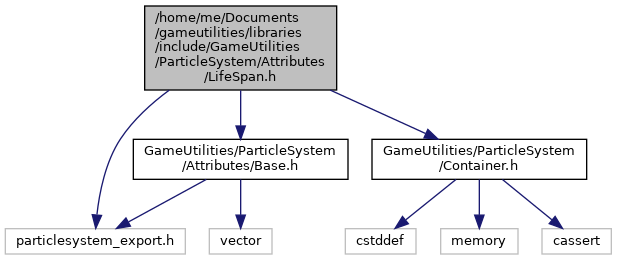 /home/me/Documents
/gameutilities/libraries
/include/GameUtilities
/ParticleSystem/Attributes
/LifeSpan.h
GameUtilities/ParticleSystem
/Attributes/Base.h
GameUtilities/ParticleSystem
/Container.h
particlesystem_export.h
vector
cstddef
memory
cassert